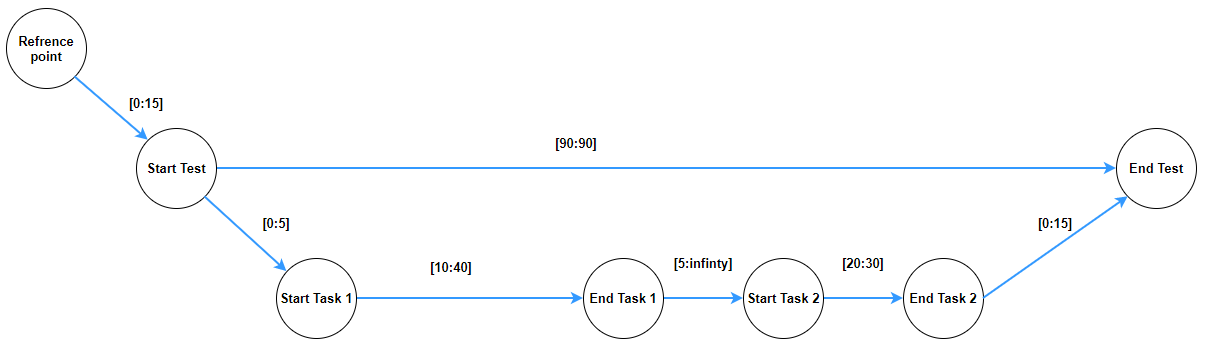 Refrence
point
[0:15]
Start Test
[90:90]
End Test
[0:5]
[0:15]
Start Task 1
[10:40]
End Task 1
[5:infinty]
Start Task 2
[20:30]
End Task 2